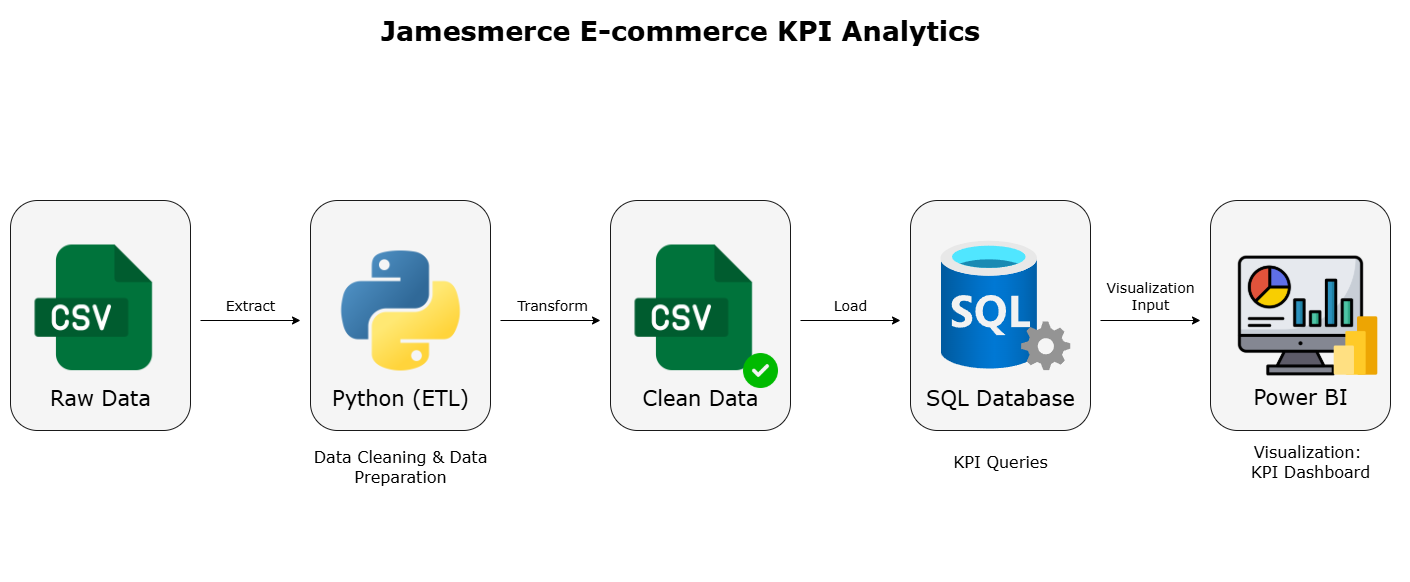 Jamesmerce E-commerce KPI Analytics
CSV
Raw Data
Extract
Python (ETL)
Data Cleaning & Data
Preparation
Transform
CSV
Clean Data
Load
SQL
SQL Database
KPI Queries
Visualization
Input
Power BI
Visualization:
KPI Dashboard